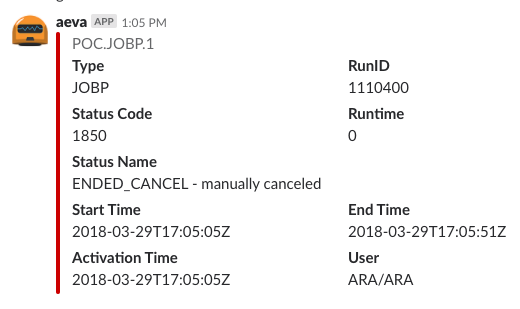 aeva APP 1:05 PM
POC.JOBP.1
Type RunID
JOBP 1110400
Status Code Runtime
1850 0
Status Name
ENDED_CANCEL - manually canceled
Start Time End Time
2018-03-29T17:05:05Z 2018-03-29T17:05:51Z
Activation Time User
2018-03-29T17:05:05Z ARA/ARA